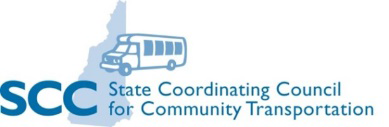 SCC State Coordinating Council
for Community Transportation